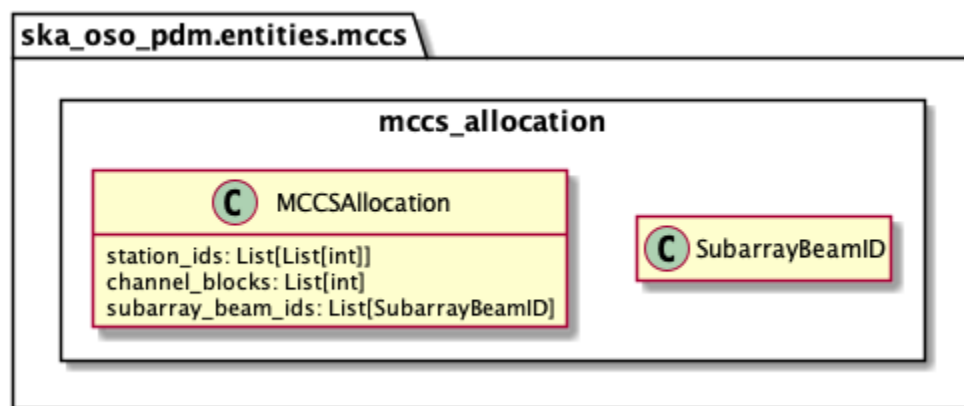 ska_oso_pdm.entities.mccs
mccs_allocation
C MCCSAllocation
station_ids: List[List[int]]
channel_blocks: List[int]
subarray_beam_ids: List[SubarrayBeamID]
C SubarrayBeamID